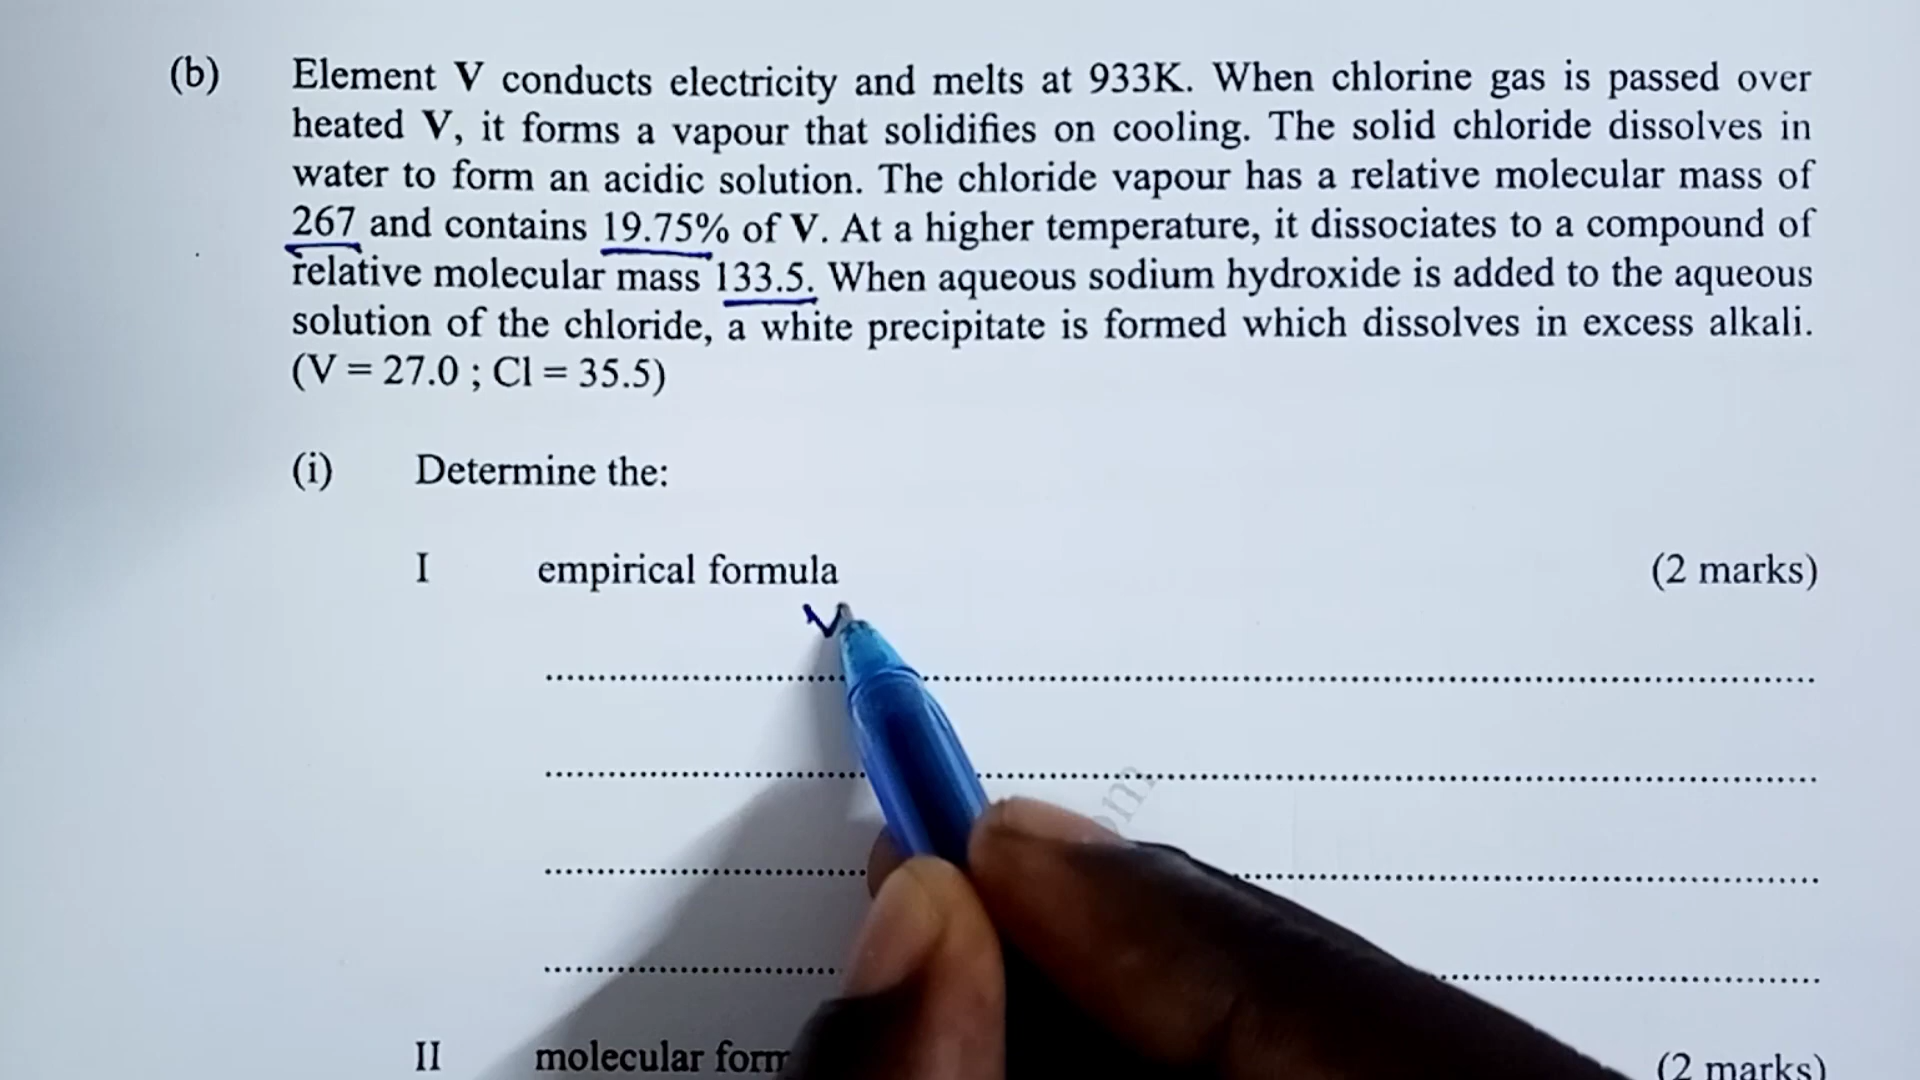 (b) Element V conducts electricity and melts at 933K. When chlorine gas is passed over
heated V, it forms a vapour that solidifies on cooling. The solid chloride dissolves in
water to form an acidic solution. The chloride vapour has a relative molecular mass of
267 and contains 19.75% of V. At a higher temperature, it dissociates to a compound of
relative molecular mass 133.5. When aqueous sodium hydroxide is added to the aqueous
solution of the chloride, a white precipitate is formed which dissolves in excess alkali.
(V = 27.0 ; Cl = 35.5)
(i) Determine the:
I empirical formula (2 marks)
V
om
II molecular form (2 marks)